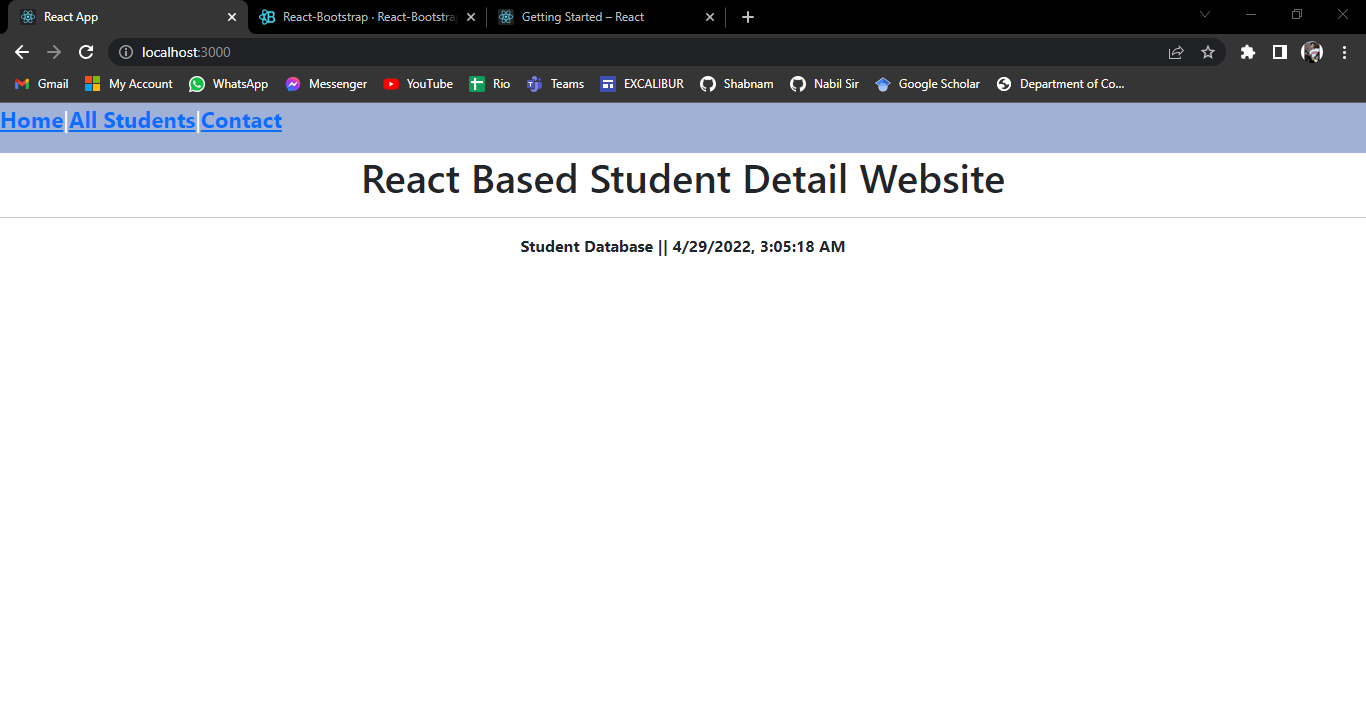 React App React-Bootstrap · React-Bootstrap Getting Started – React
localhost:3000
Gmail My Account WhatsApp Messenger YouTube Rio Teams EXCALIBUR Shabnam Nabil Sir Google Scholar Department of Co...
Home|All Students|Contact
React Based Student Detail Website
Student Database || 4/29/2022, 3:05:18 AM